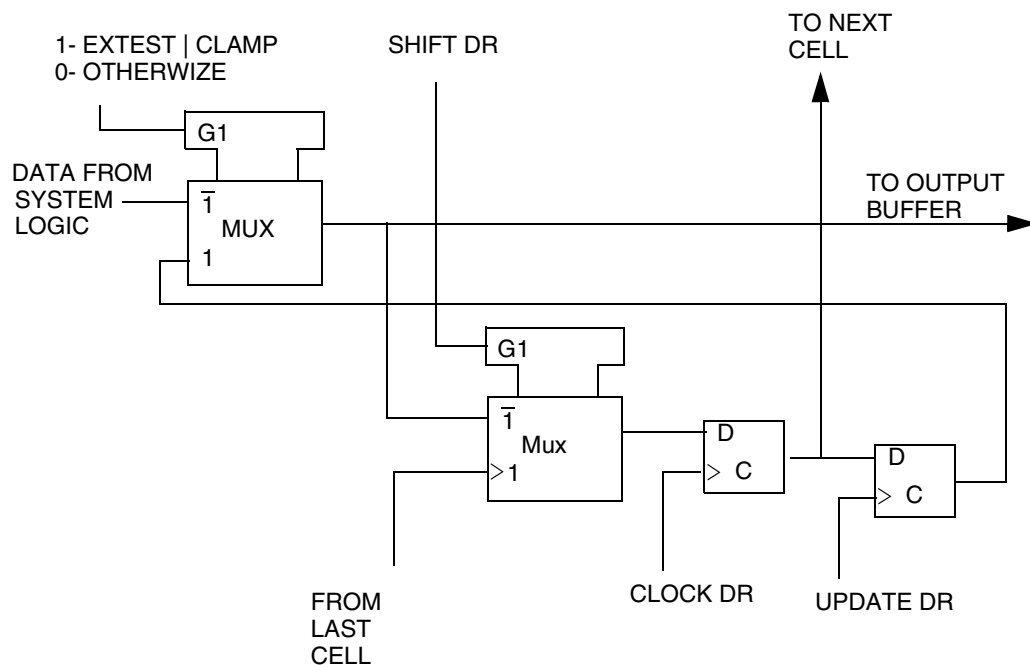 1- EXTEST | CLAMP
0- OTHERWIZE
SHIFT DR
TO NEXT
CELL
G1
DATA FROM
SYSTEM
LOGIC
1̅
MUX
1
TO OUTPUT
BUFFER
G1
1̅
Mux
1
D
C
D
C
FROM
LAST
CELL
CLOCK DR
UPDATE DR